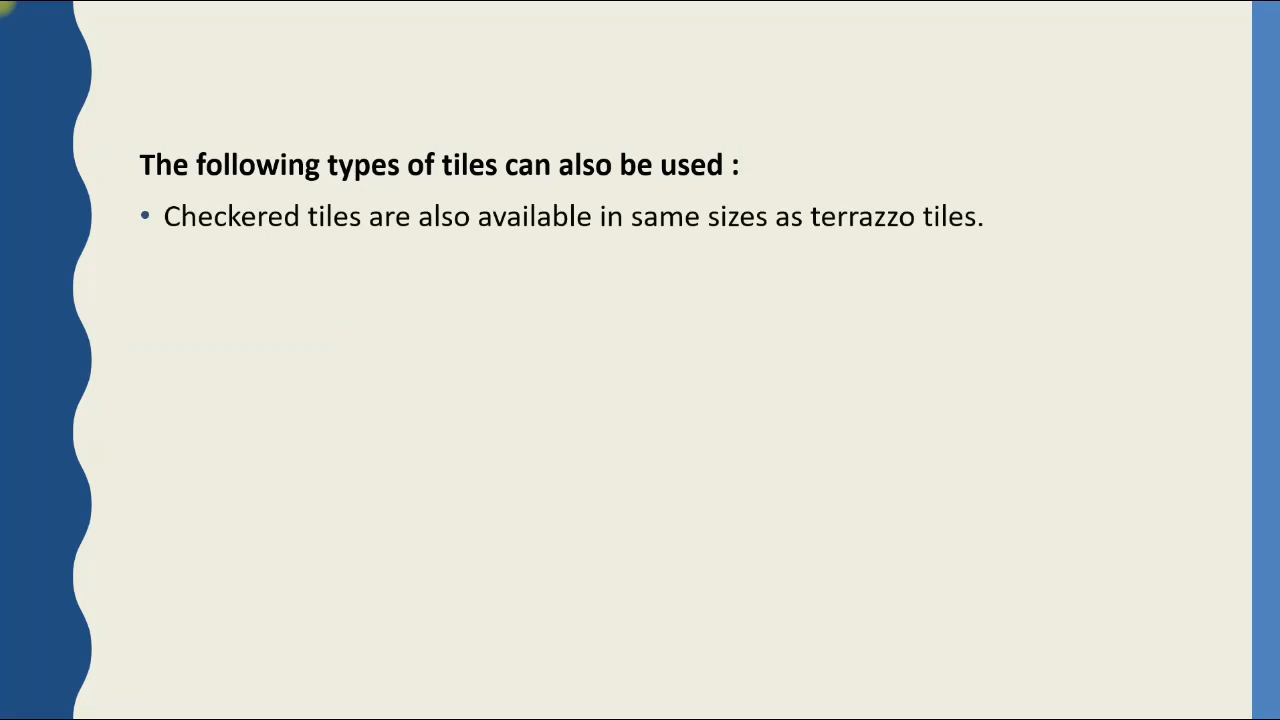 The following types of tiles can also be used :
• Checkered tiles are also available in same sizes as terrazzo tiles.